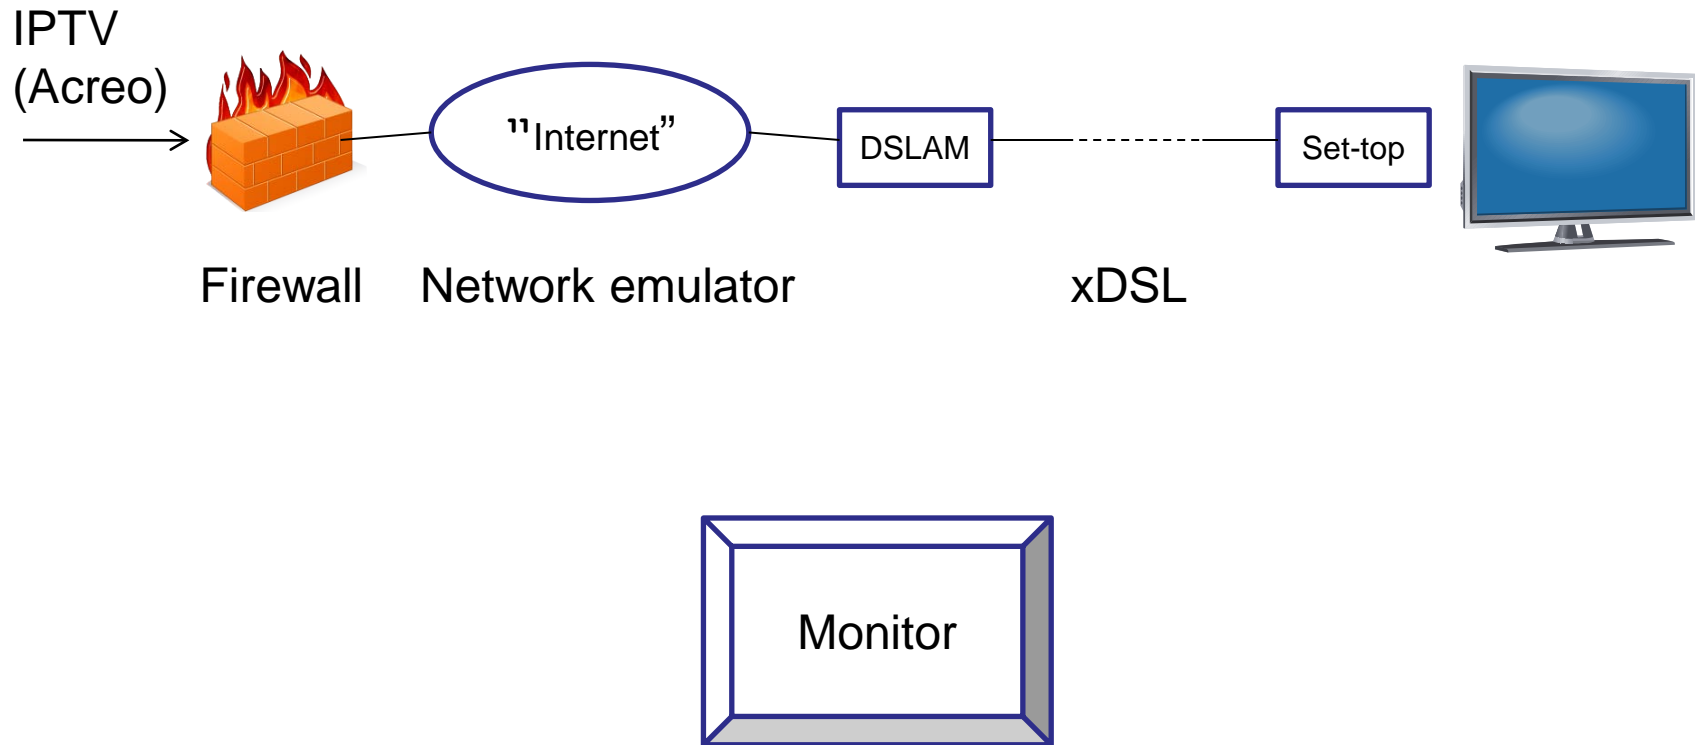 IPTV
(Acreo)
"Internet”
DSLAM
Set-top
Firewall
Network emulator
xDSL
Monitor